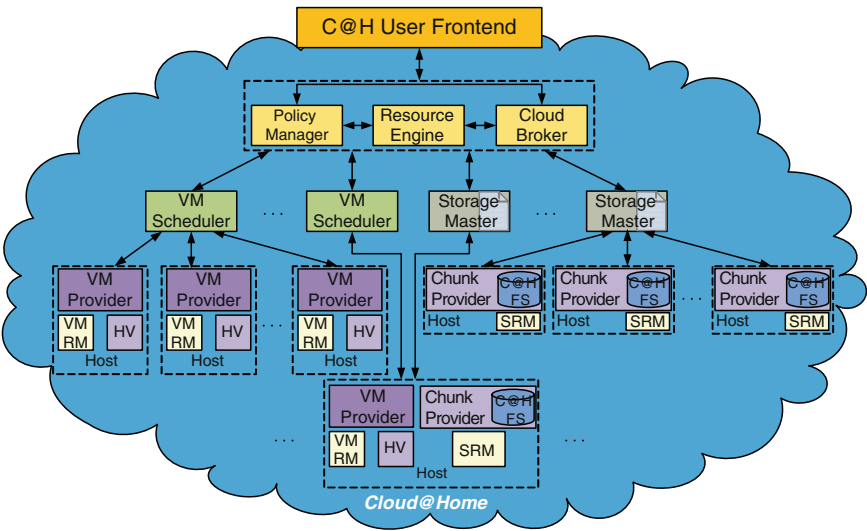 C@H User Frontend
Policy Manager
Resource Engine
Cloud Broker
VM Scheduler
. . .
VM Scheduler
Storage Master
. . .
Storage Master
VM Provider
VM RM
HV
Host
VM Provider
VM RM
HV
Host
. . .
VM Provider
VM RM
HV
Host
Chunk Provider
C@H FS
Host
SRM
Chunk Provider
C@H FS
Host
SRM
. . .
Chunk Provider
C@H FS
Host
SRM
. . .
VM Provider
VM RM
HV
Chunk Provider
C@H FS
SRM
Host
. . .
Cloud@Home